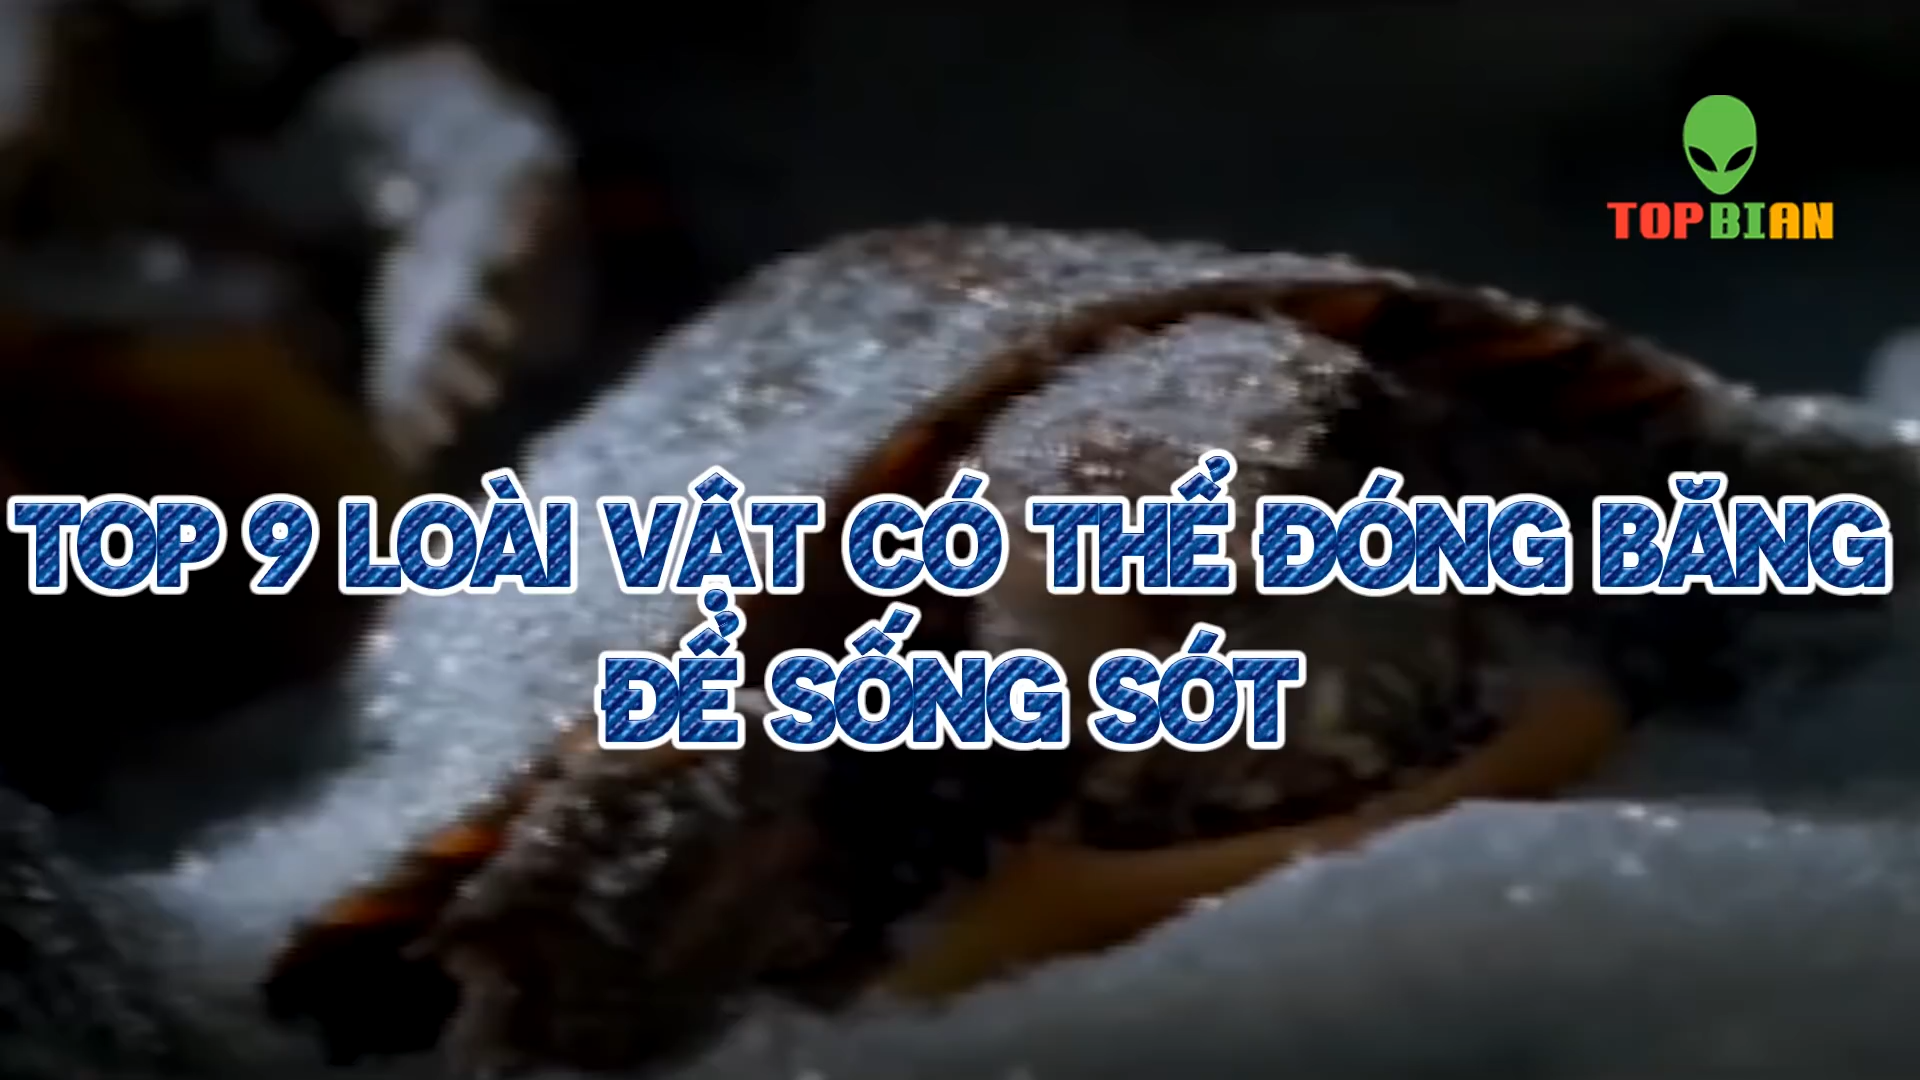 TOPBIAN
TOP 9 LOÀI VẬT CÓ THỂ ĐÓNG BĂNG
ĐỂ SỐNG SÓT